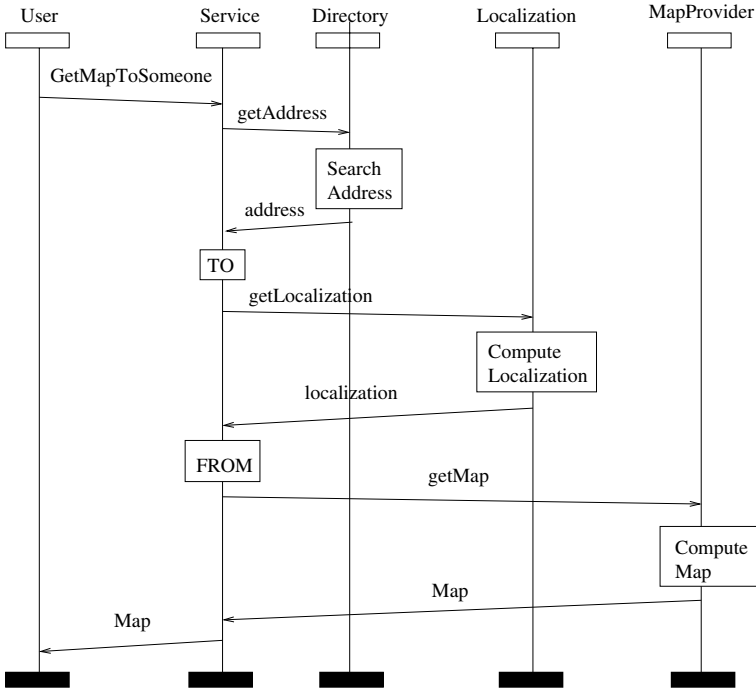 User
Service
Directory
Localization
MapProvider
GetMapToSomeone
getAddress
Search
Address
address
TO
getLocalization
Compute
Localization
localization
FROM
getMap
Compute
Map
Map
Map